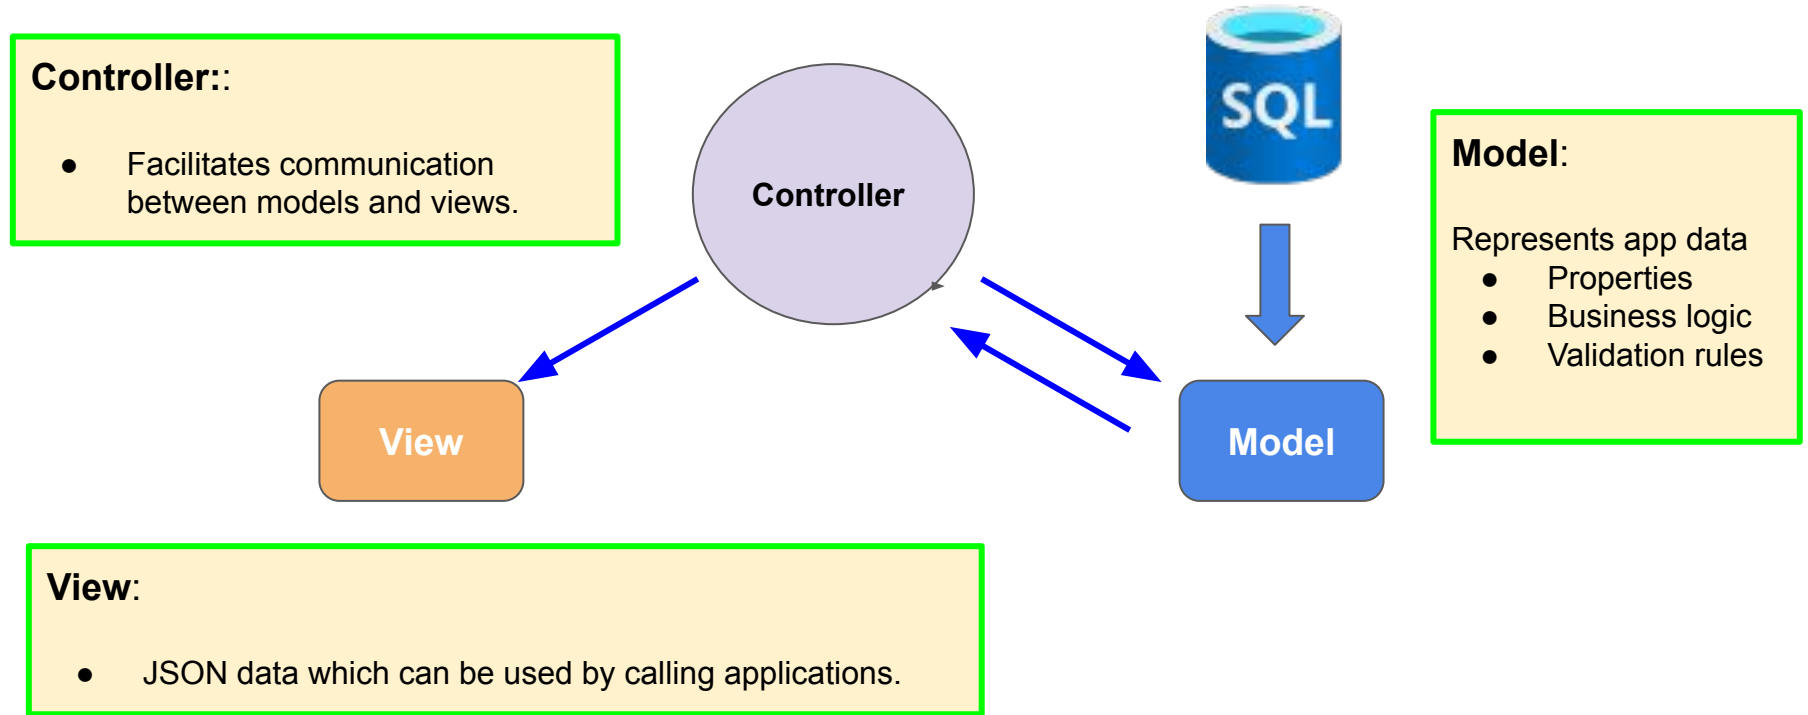 Controller::
● Facilitates communication
between models and views.
Controller
SQL
Model:
Represents app data
● Properties
● Business logic
● Validation rules
View
Model
View:
● JSON data which can be used by calling applications.